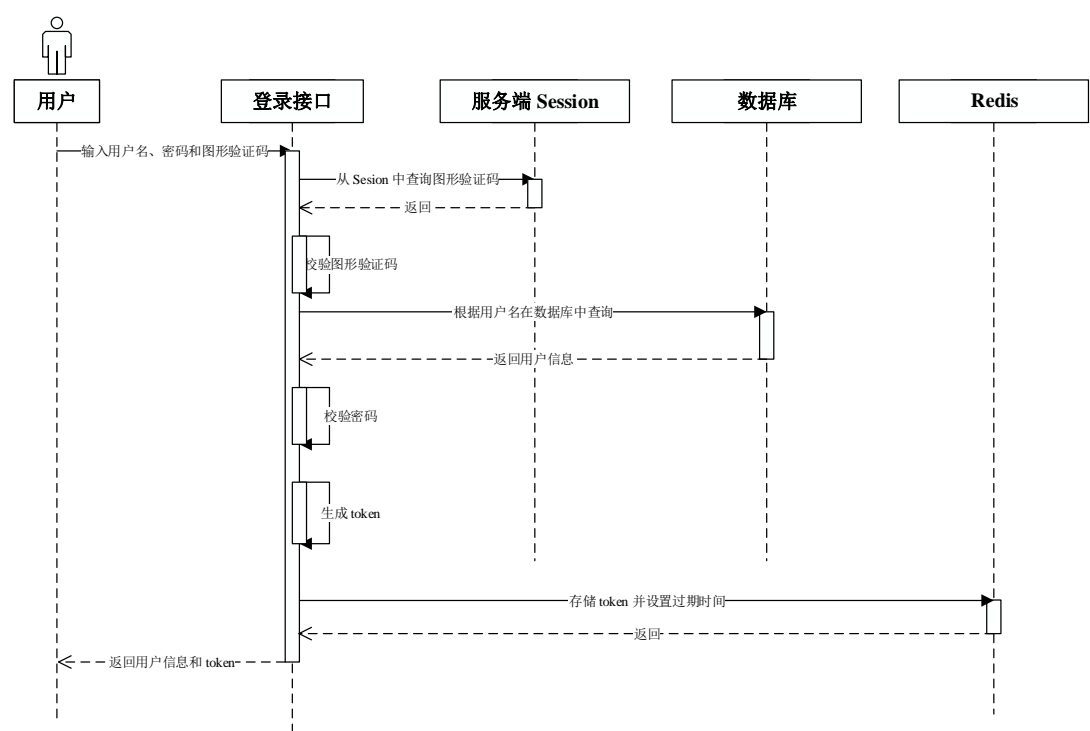 用户
登录接口
服务端 Session
数据库
Redis
输入用户名、密码和图形验证码
从 Sesion 中查询图形验证码
返回
校验图形验证码
根据用户名在数据库中查询
返回用户信息
校验密码
生成 token
存储 token 并设置过期时间
返回
返回用户信息和 token